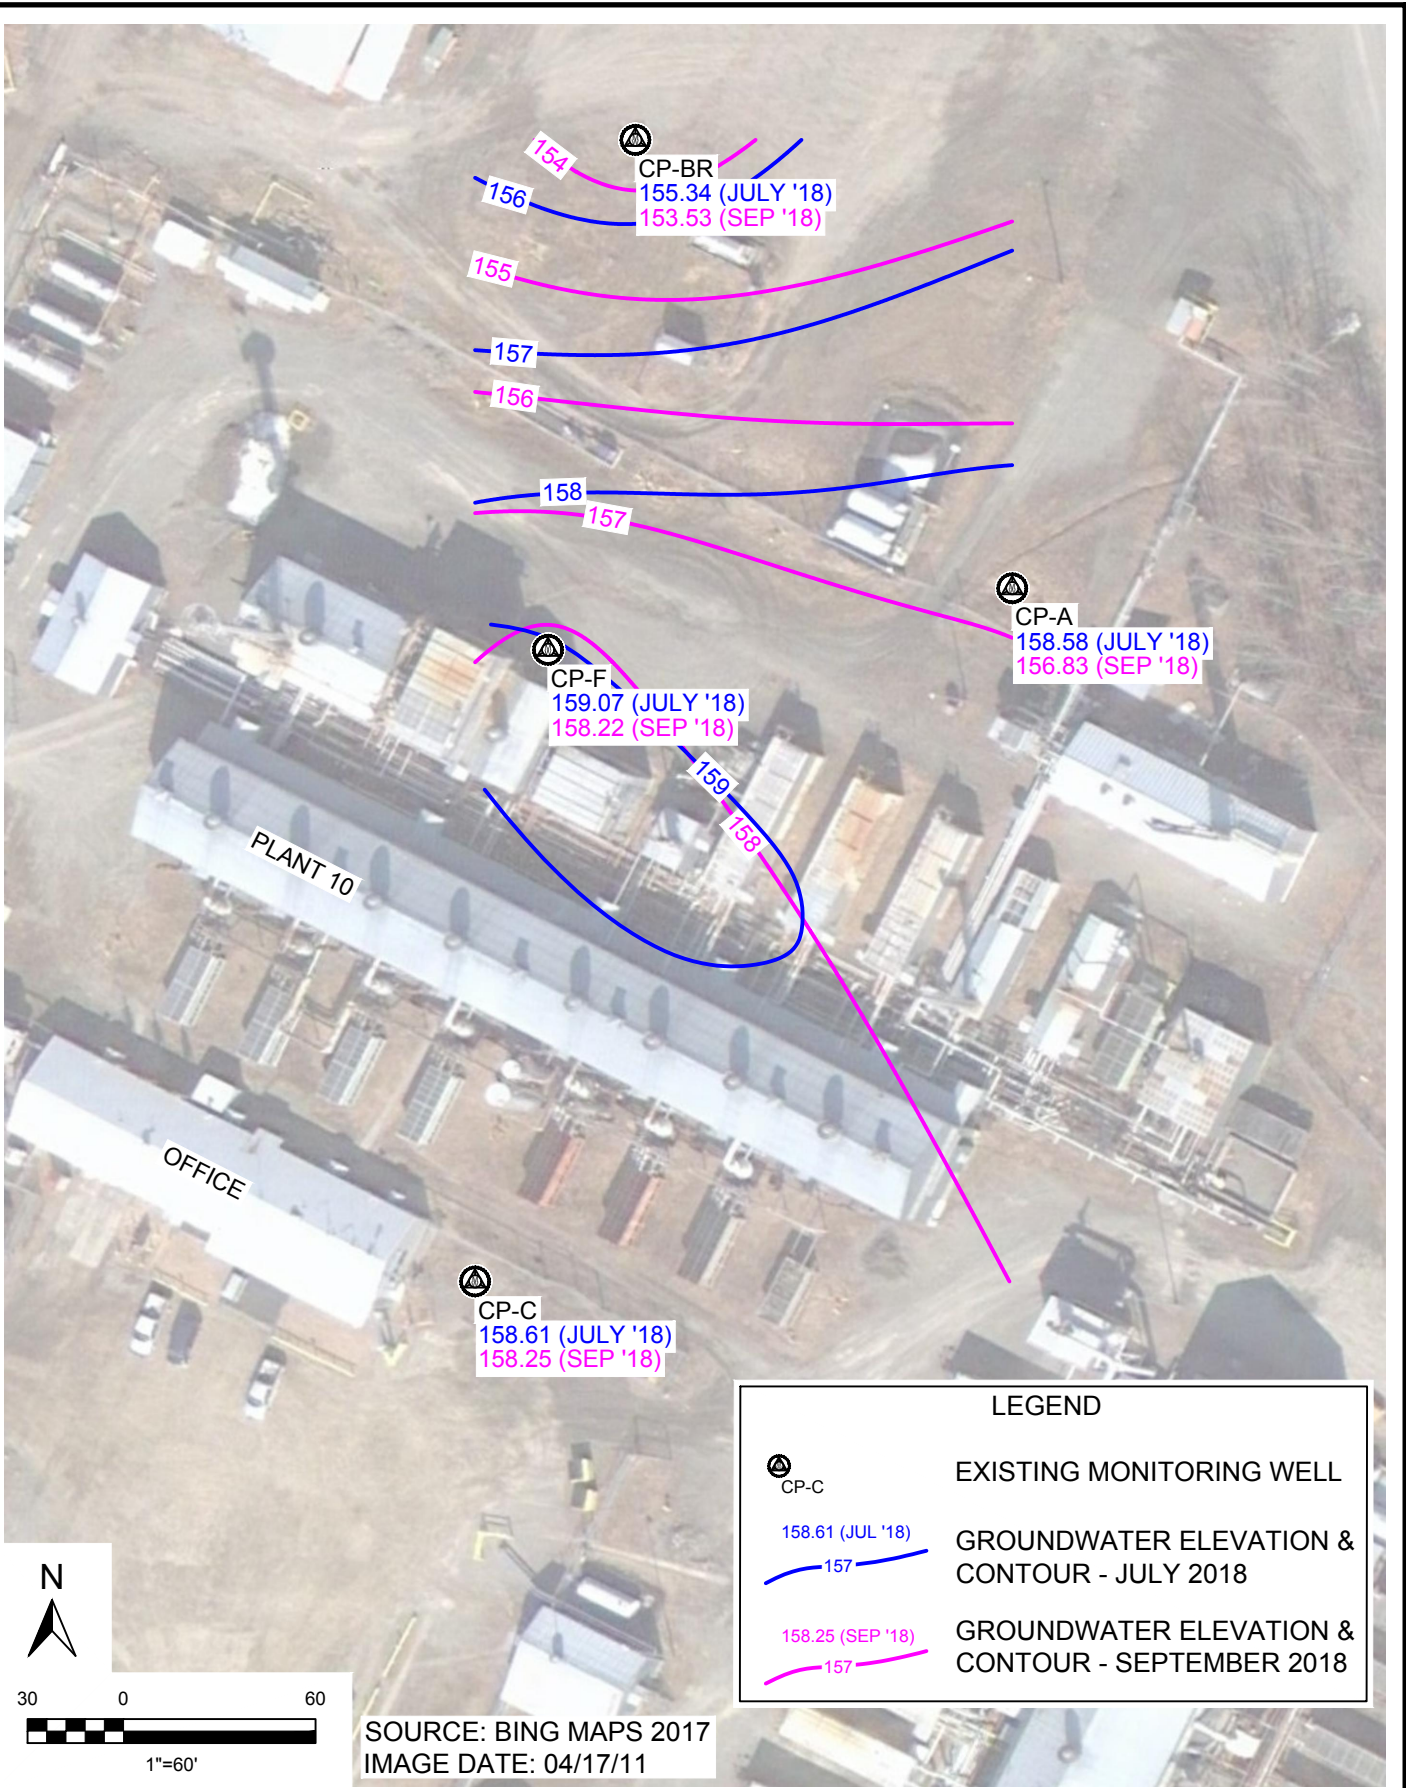 154
CP-BR
155.34 (JULY '18)
153.53 (SEP '18)
156
155
157
156
158
157
CP-A
158.58 (JULY '18)
156.83 (SEP '18)
CP-F
159.07 (JULY '18)
158.22 (SEP '18)
159
158
PLANT 10
OFFICE
CP-C
158.61 (JULY '18)
158.25 (SEP '18)
LEGEND
CP-C
EXISTING MONITORING WELL
158.61 (JUL '18)
157
GROUNDWATER ELEVATION &
CONTOUR - JULY 2018
158.25 (SEP '18)
157
GROUNDWATER ELEVATION &
CONTOUR - SEPTEMBER 2018
N
30 0 60
1"=60'
SOURCE: BING MAPS 2017
IMAGE DATE: 04/17/11